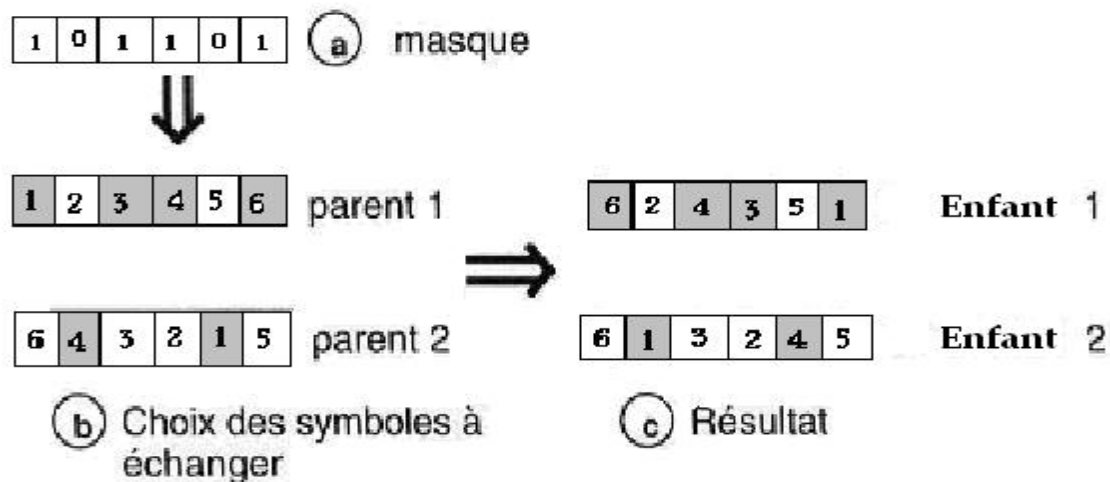 1 0 1 1 0 1 a masque
1 2 3 4 5 6 parent 1
6 2 4 3 5 1 Enfant 1
6 4 3 2 1 5 parent 2
6 1 3 2 4 5 Enfant 2
b Choix des symboles à
échanger
c Résultat